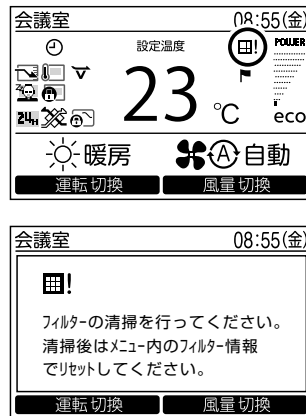 会議室 08:55(金)
設定温度
POWER
23℃
24H
eco
暖房 A 自動
運転切換 風量切換
会議室 08:55(金)
!
フィルターの清掃を行ってください。
清掃後はメニュー内のフィルター情報
でリセットしてください。
運転切換 風量切換